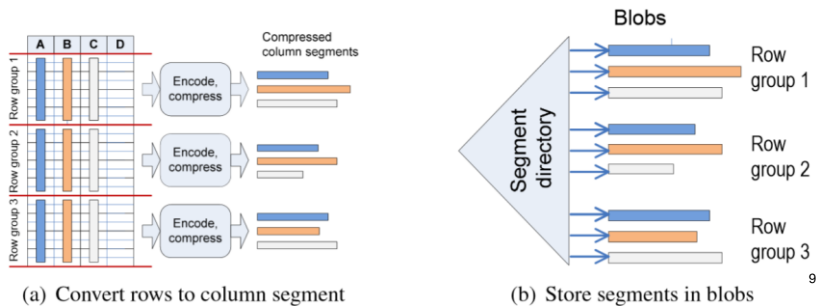 A B C D
Compressed
column segments
Row group 1
Encode,
compress
Row group 2
Encode,
compress
Row group 3
Encode,
compress
(a) Convert rows to column segment
Blobs
Segment
directory
Row
group 1
Row
group 2
Row
group 3
(b) Store segments in blobs
9